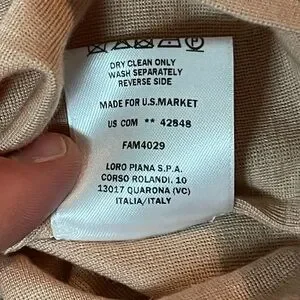 DRY CLEAN ONLY
WASH SEPARATELY
REVERSE SIDE
MADE FOR U.S.MARKET
US COM ** 42848
FAM4029
LORO PIANA S.P.A.
CORSO ROLANDI, 10
13017 QUARONA (VC)
ITALIA/ITALY